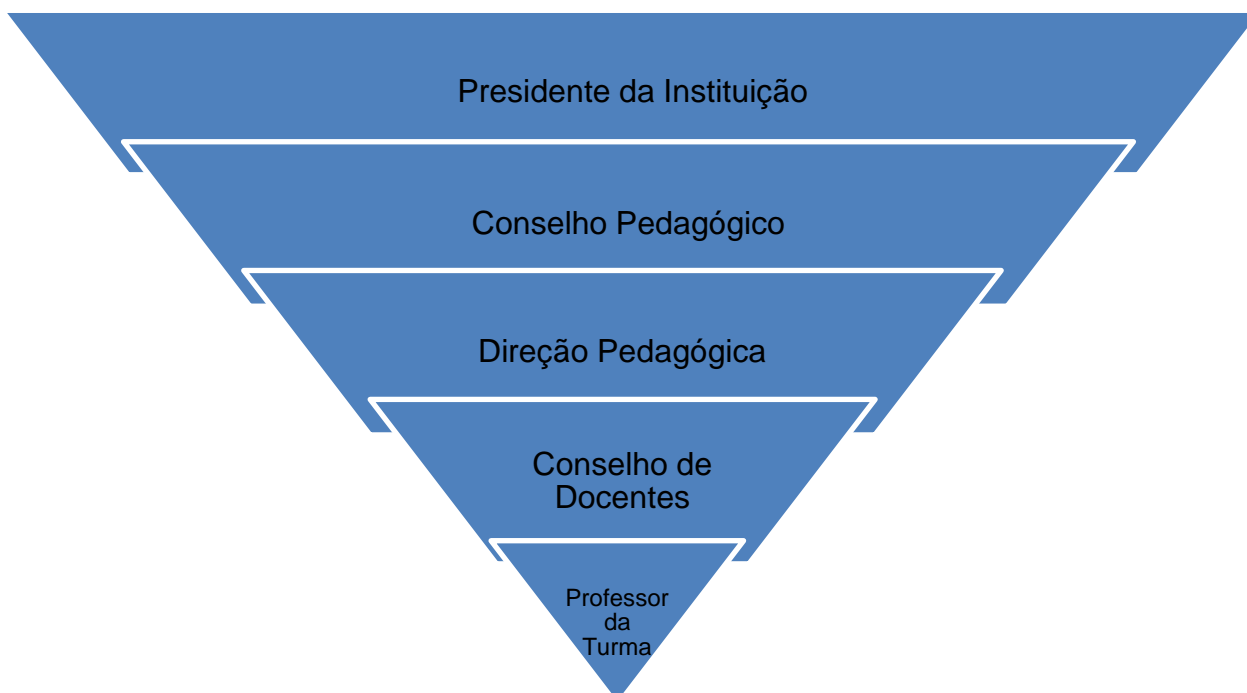 Presidente da Instituição
Conselho Pedagógico
Direção Pedagógica
Conselho de
Docentes
Professor
da
Turma